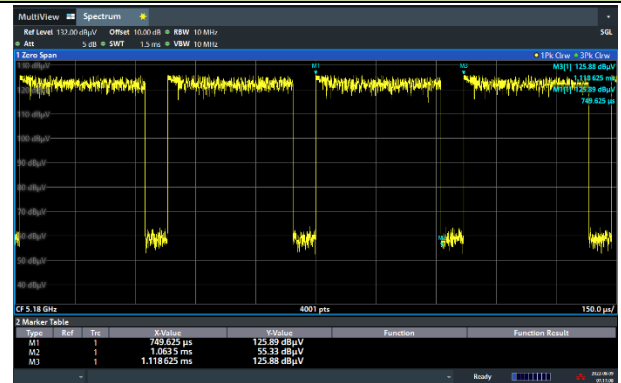 MultiView Spectrum
Ref Level 132.00 dBµV Offset 10.00 dB RBW 10 MHz SGL
Att 5 dB SWT 1.5 ms VBW 10 MHz
1 Zero Span 1Pk Clrw 3Pk Clrw
M1 M3 M3[1] 125.88 dBµV
1.118 625 ms
120 dBµV M1[1] 125.89 dBµV
749.625 µs
110 dBµV
100 dBµV
90 dBµV
80 dBµV
70 dBµV
60 dBµV M2
50 dBµV
40 dBµV
CF 5.18 GHz 4001 pts 150.0 µs/
2 Marker Table
Type Ref Trc X-Value Y-Value Function Function Result
M1 1 749.625 µs 125.89 dBµV
M2 1 1.063 5 ms 55.33 dBµV
M3 1 1.118 625 ms 125.88 dBµV
Ready